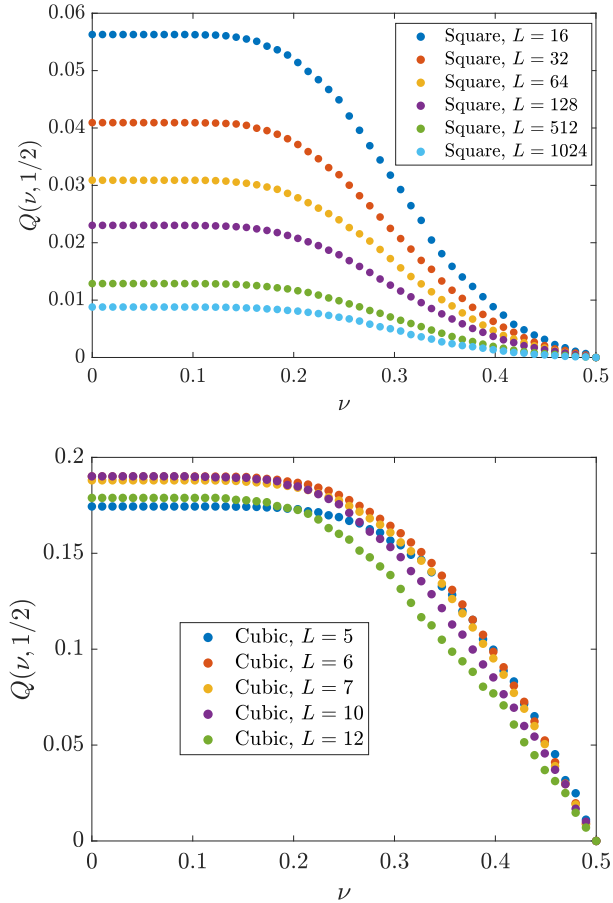 0.06
0.05
0.04
0.03
0.02
0.01
0
Q(ν, 1/2)
Square, L = 16
Square, L = 32
Square, L = 64
Square, L = 128
Square, L = 512
Square, L = 1024
0 0.1 0.2 0.3 0.4 0.5
ν
0.2
0.15
0.1
0.05
0
Q(ν, 1/2)
Cubic, L = 5
Cubic, L = 6
Cubic, L = 7
Cubic, L = 10
Cubic, L = 12
0 0.1 0.2 0.3 0.4 0.5
ν